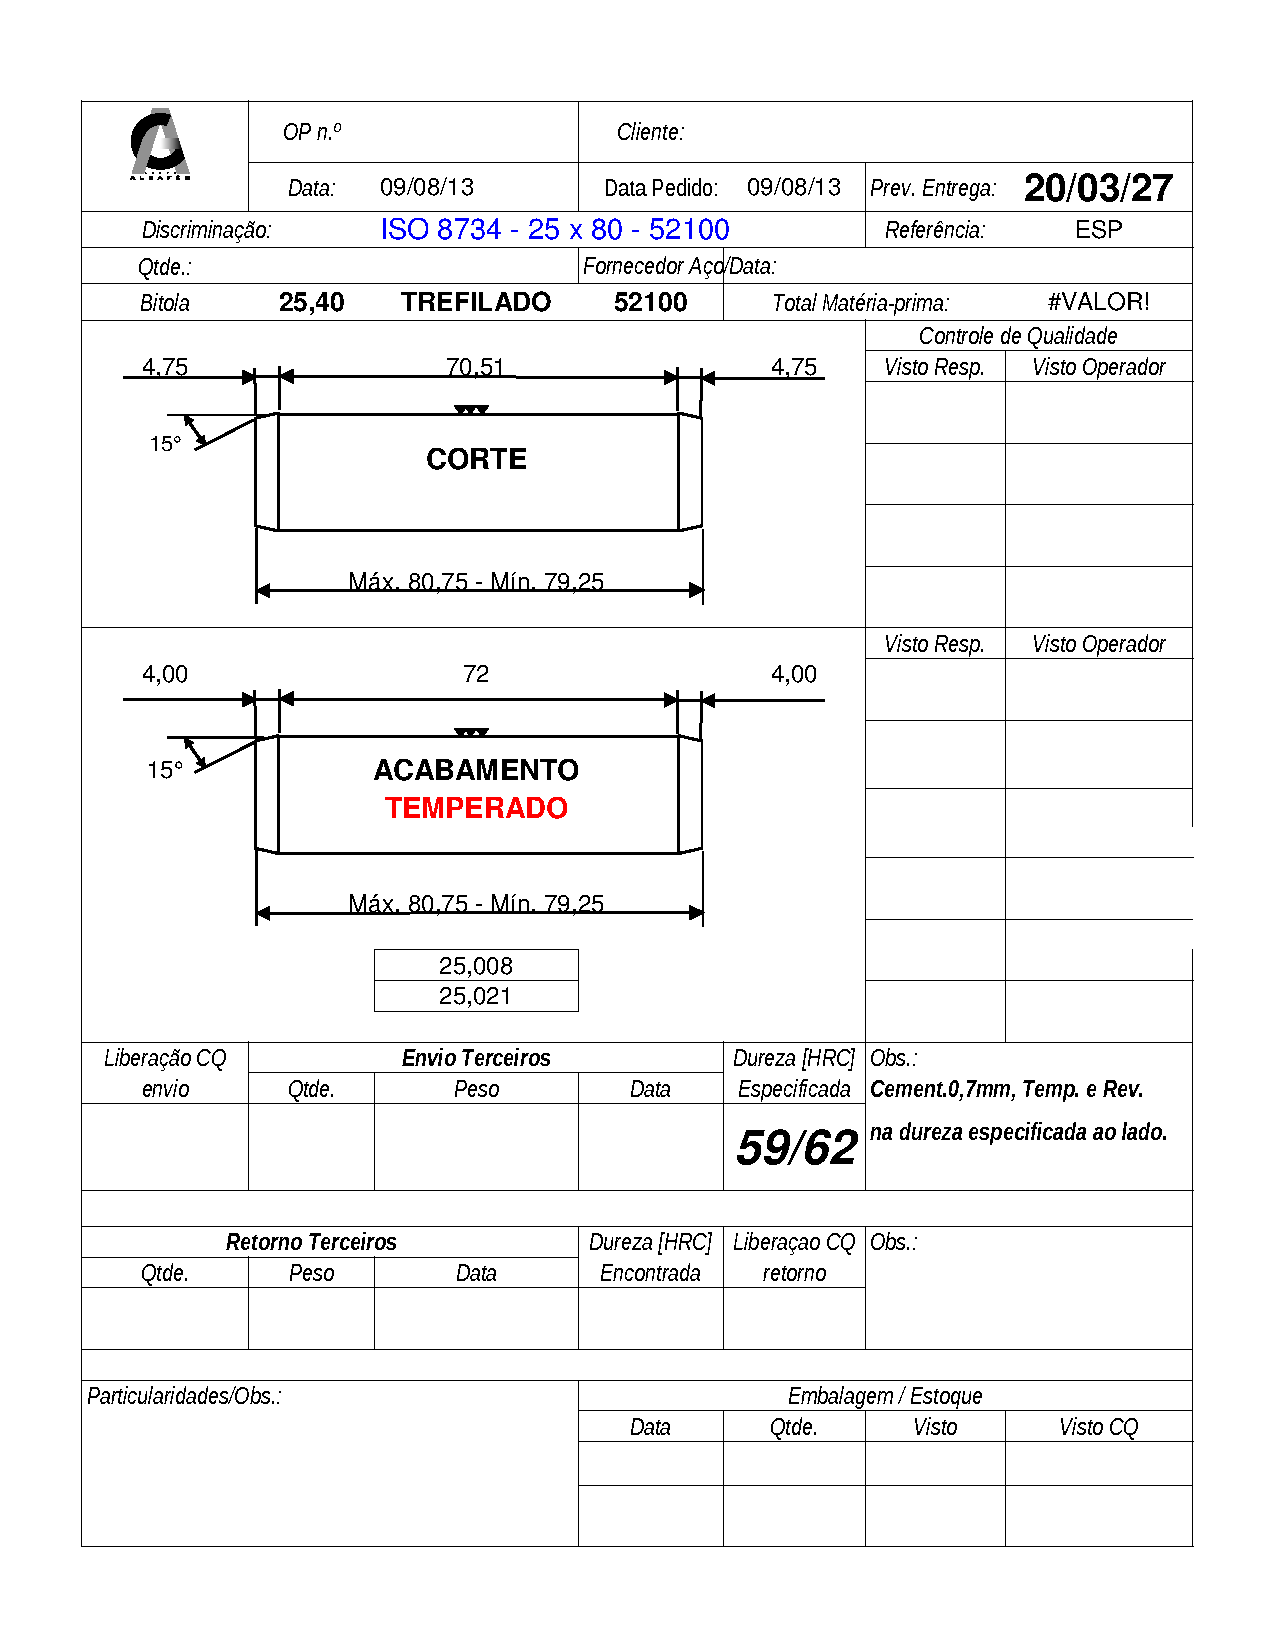 ALBAFER
OP n.º Cliente:
Data: 09/08/13 Data Pedido: 09/08/13 Prev. Entrega: 20/03/27
Discriminação: ISO 8734 - 25 x 80 - 52100 Referência: ESP
Qtde.: Fornecedor Aço/Data:
Bitola 25,40 TREFILADO 52100 Total Matéria-prima: #VALOR!
Controle de Qualidade
4,75 70,51 4,75 Visto Resp. Visto Operador
15°
CORTE
Máx. 80,75 - Mín. 79,25
Visto Resp. Visto Operador
4,00 72 4,00
15° ACABAMENTO
TEMPERADO
Máx. 80,75 - Mín. 79,25
25,008
25,021
Liberação CQ Envio Terceiros Dureza [HRC] Obs.:
envio Qtde. Peso Data Especificada Cement.0,7mm, Temp. e Rev.
59/62 na dureza especificada ao lado.
Retorno Terceiros Dureza [HRC] Liberaçao CQ Obs.:
Qtde. Peso Data Encontrada retorno
Particularidades/Obs.: Embalagem / Estoque
Data Qtde. Visto Visto CQ